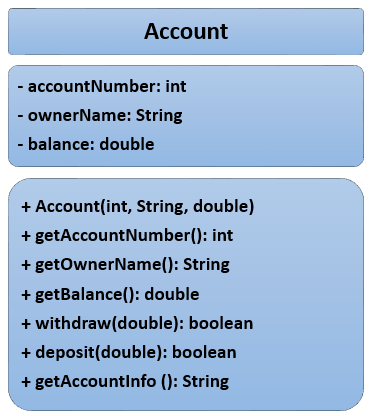 Account
- accountNumber: int
- ownerName: String
- balance: double
+ Account(int, String, double)
+ getAccountNumber(): int
+ getOwnerName(): String
+ getBalance(): double
+ withdraw(double): boolean
+ deposit(double): boolean
+ getAccountInfo (): String